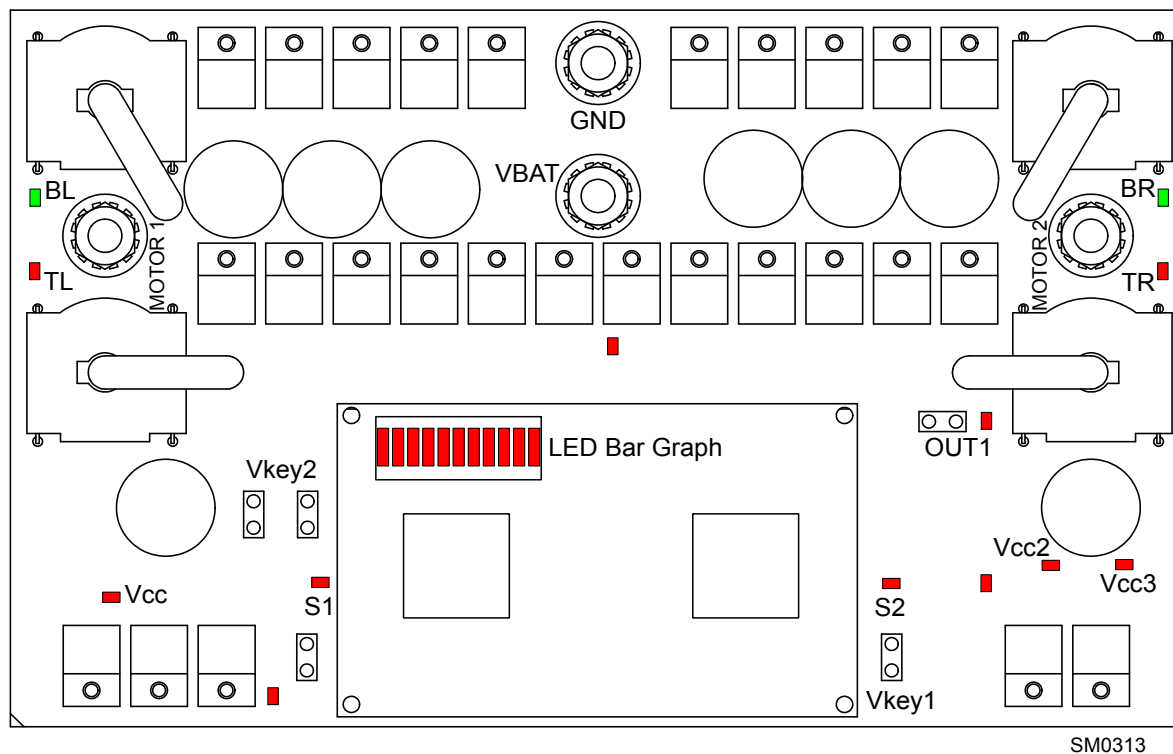 GND
VBAT
BL
BR
MOTOR 1
MOTOR 2
TL
TR
LED Bar Graph
OUT1
Vkey2
Vcc2
Vcc3
Vcc
S1
S2
Vkey1
SM0313